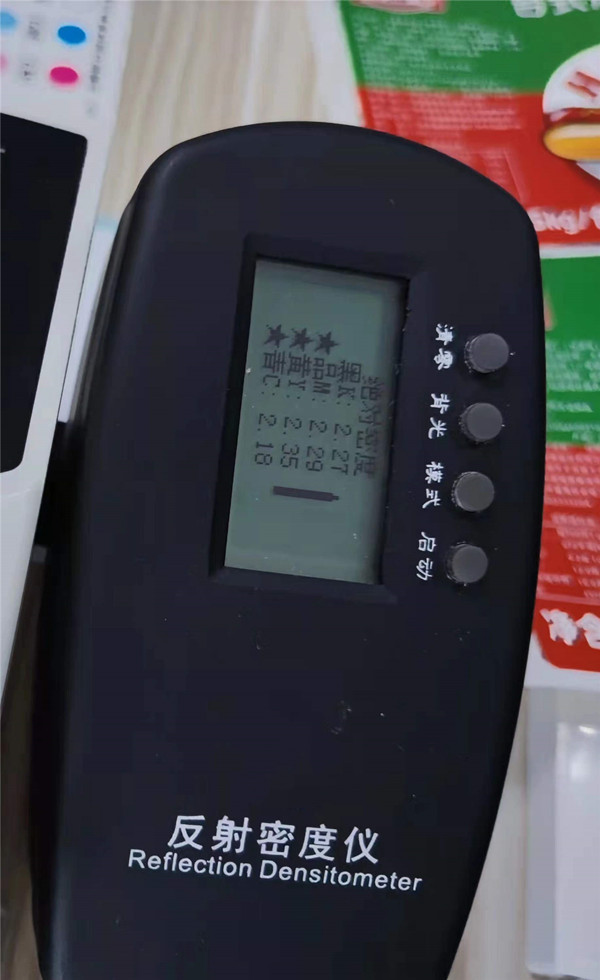 绝对密度
黑K: 2.27
★品M: 2.29
★黄Y: 2.35
★青C: 2.18
清零
背光
模式
启动
反射密度仪
Reflection Densitometer